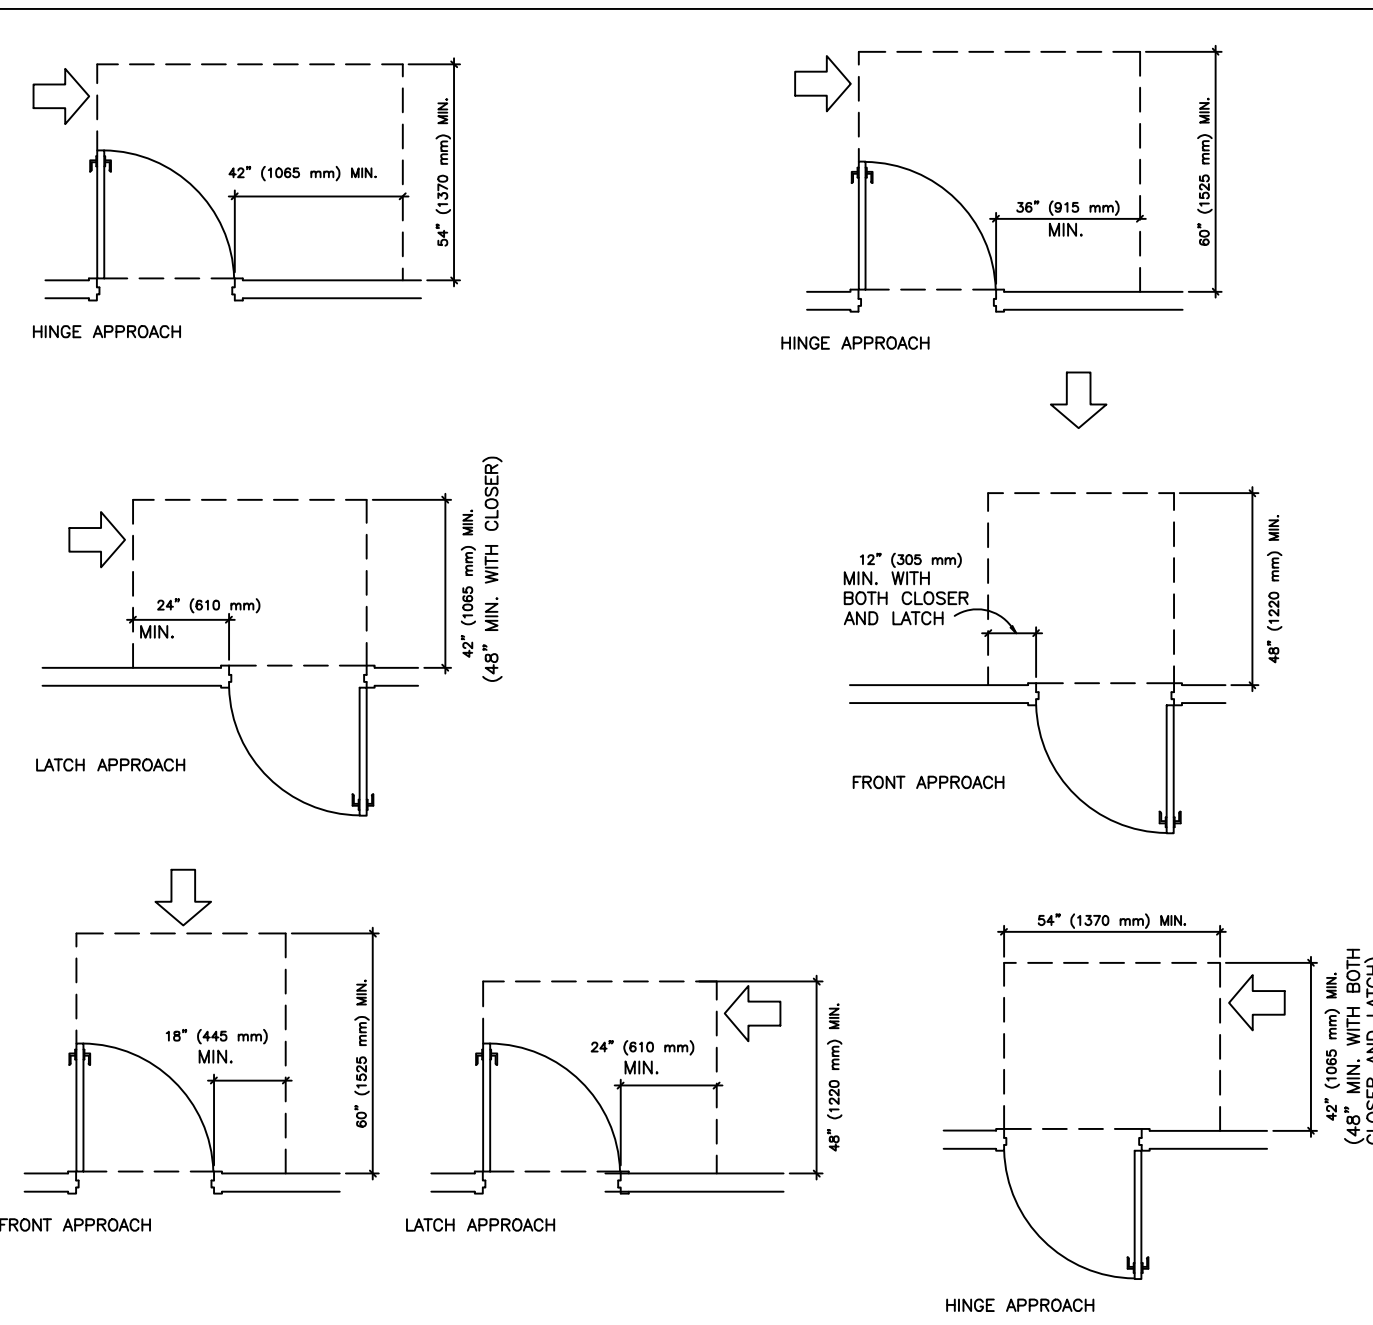 42” (1065 mm) MIN.
54” (1370 mm) MIN.
HINGE APPROACH
36” (915 mm)
MIN.
60” (1525 mm) MIN.
HINGE APPROACH
24” (610 mm)
MIN.
42” (1065 mm) MIN.
(48” MIN. WITH CLOSER)
LATCH APPROACH
12” (305 mm)
MIN. WITH
BOTH CLOSER
AND LATCH
48” (1220 mm) MIN.
FRONT APPROACH
18” (445 mm)
MIN.
60” (1525 mm) MIN.
FRONT APPROACH
24” (610 mm)
MIN.
48” (1220 mm) MIN.
LATCH APPROACH
54” (1370 mm) MIN.
42” (1065 mm) MIN.
(48” MIN. WITH BOTH
CLOSER AND LATCH)
HINGE APPROACH